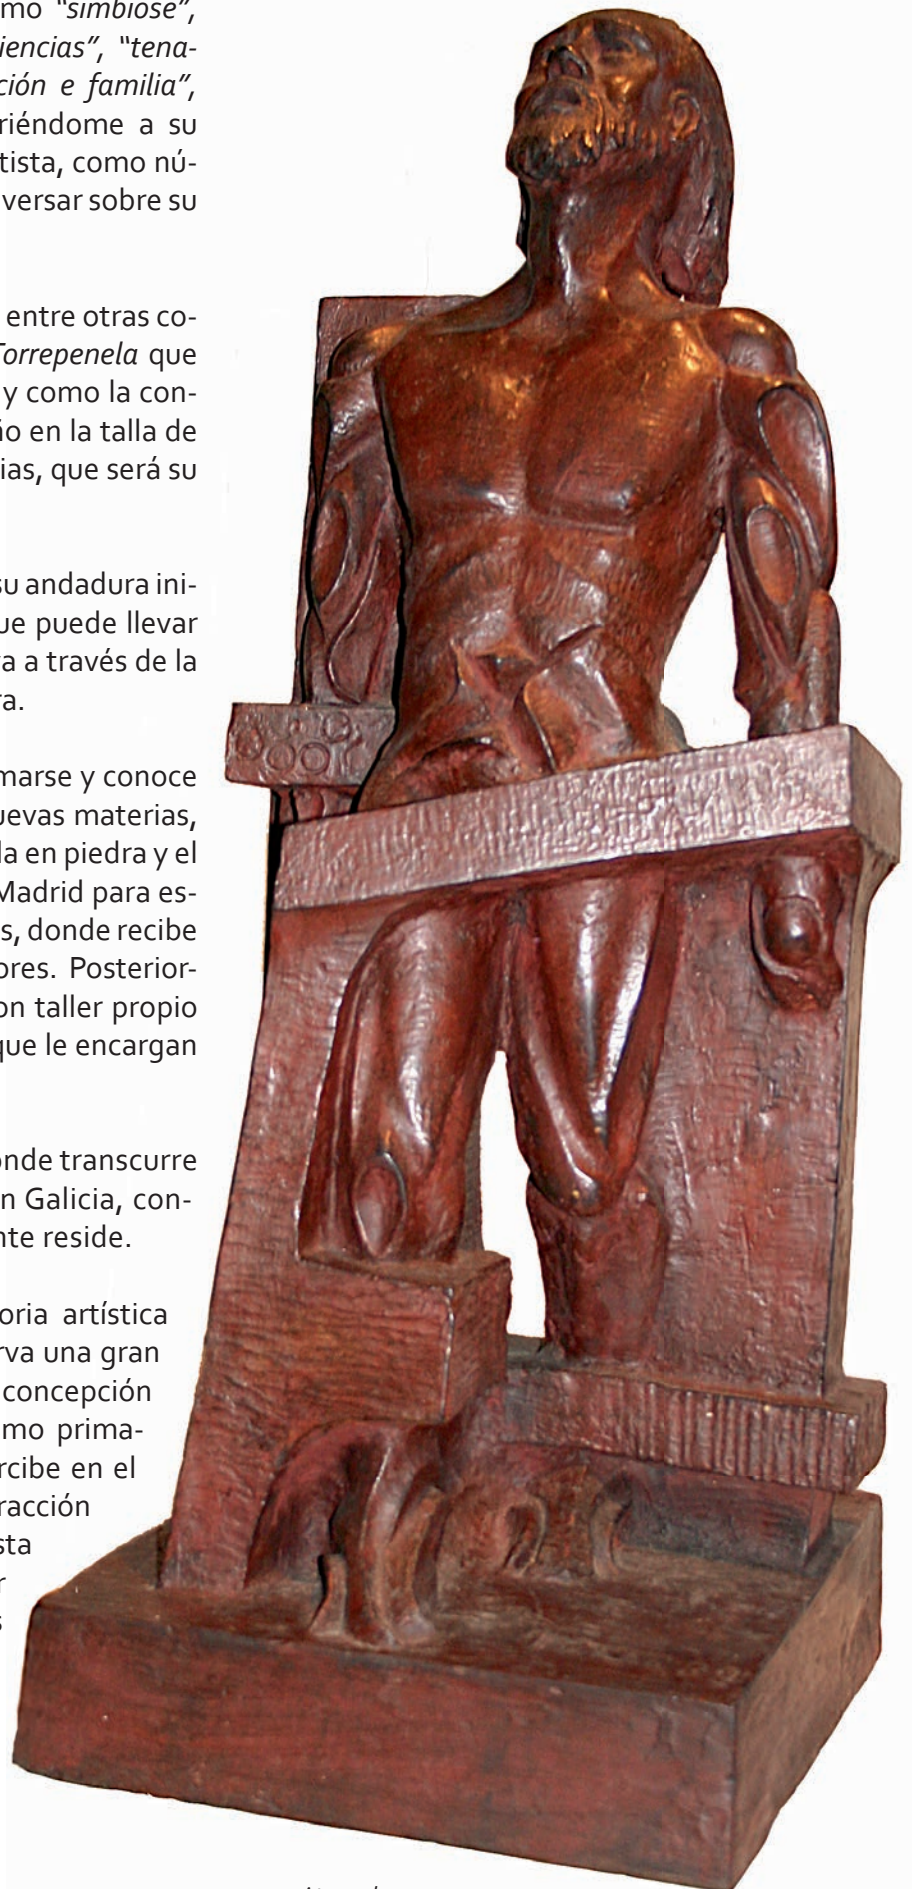 mo “simbiose”,
iencias”, “tena-
ción e familia”,
riéndome a su
tista, como nú-
versar sobre su
entre otras co-
Torrepenela que
y como la con-
ño en la talla de
ias, que será su
su andadura ini-
ue puede llevar
a a través de la
ra.
marse y conoce
uevas materias,
la en piedra y el
Madrid para es-
s, donde recibe
ores. Posterior-
on taller propio
que le encargan
onde transcurre
n Galicia, con-
nte reside.
oria artística
rva una gran
concepción
mo prima-
rcibe en el
racción
sta
r
s